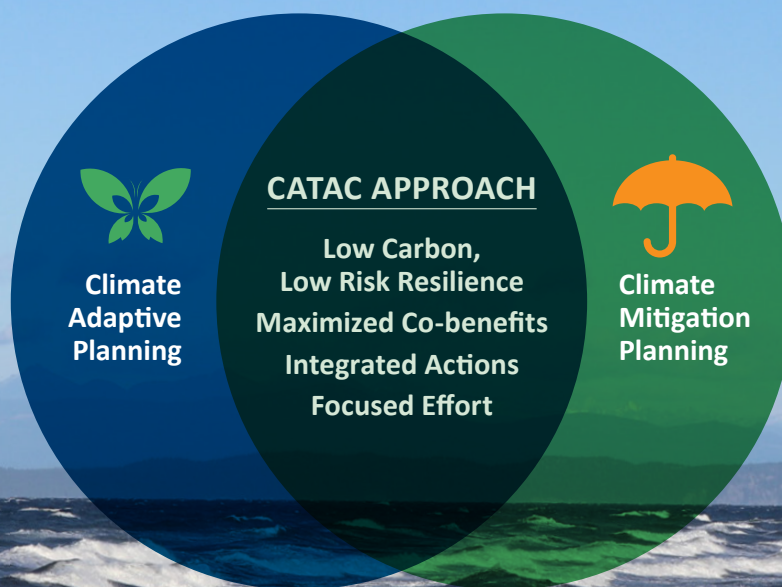 CATAC APPROACH
Low Carbon,
Low Risk Resilience
Maximized Co-benefits
Integrated Actions
Focused Effort
Climate
Adaptive
Planning
Climate
Mitigation
Planning